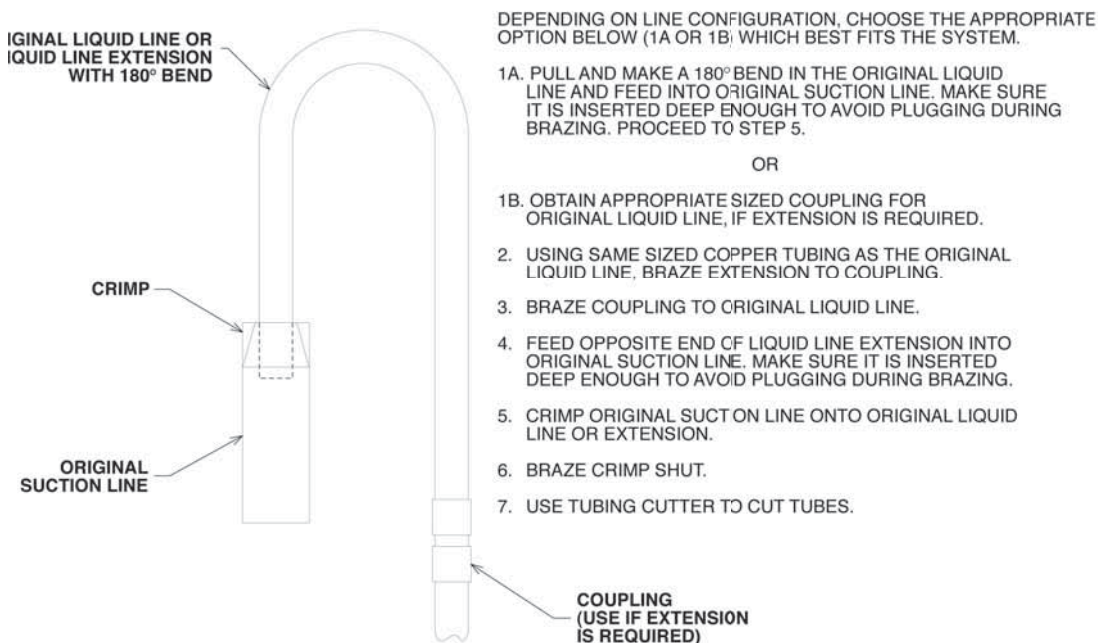 IGINAL LIQUID LINE OR
IQUID LINE EXTENSION
WITH 180° BEND
CRIMP
ORIGINAL
SUCTION LINE
COUPLING
(USE IF EXTENSION
IS REQUIRED)
DEPENDING ON LINE CONFIGURATION, CHOOSE THE APPROPRIATE
OPTION BELOW (1A OR 1B) WHICH BEST FITS THE SYSTEM.
1A. PULL AND MAKE A 180° BEND IN THE ORIGINAL LIQUID
LINE AND FEED INTO ORIGINAL SUCTION LINE. MAKE SURE
IT IS INSERTED DEEP ENOUGH TO AVOID PLUGGING DURING
BRAZING. PROCEED TO STEP 5.
OR
1B. OBTAIN APPROPRIATE SIZED COUPLING FOR
ORIGINAL LIQUID LINE, IF EXTENSION IS REQUIRED.
2. USING SAME SIZED COPPER TUBING AS THE ORIGINAL
LIQUID LINE, BRAZE EXTENSION TO COUPLING.
3. BRAZE COUPLING TO ORIGINAL LIQUID LINE.
4. FEED OPPOSITE END OF LIQUID LINE EXTENSION INTO
ORIGINAL SUCTION LINE. MAKE SURE IT IS INSERTED
DEEP ENOUGH TO AVOID PLUGGING DURING BRAZING.
5. CRIMP ORIGINAL SUCT ON LINE ONTO ORIGINAL LIQUID
LINE OR EXTENSION.
6. BRAZE CRIMP SHUT.
7. USE TUBING CUTTER TO CUT TUBES.